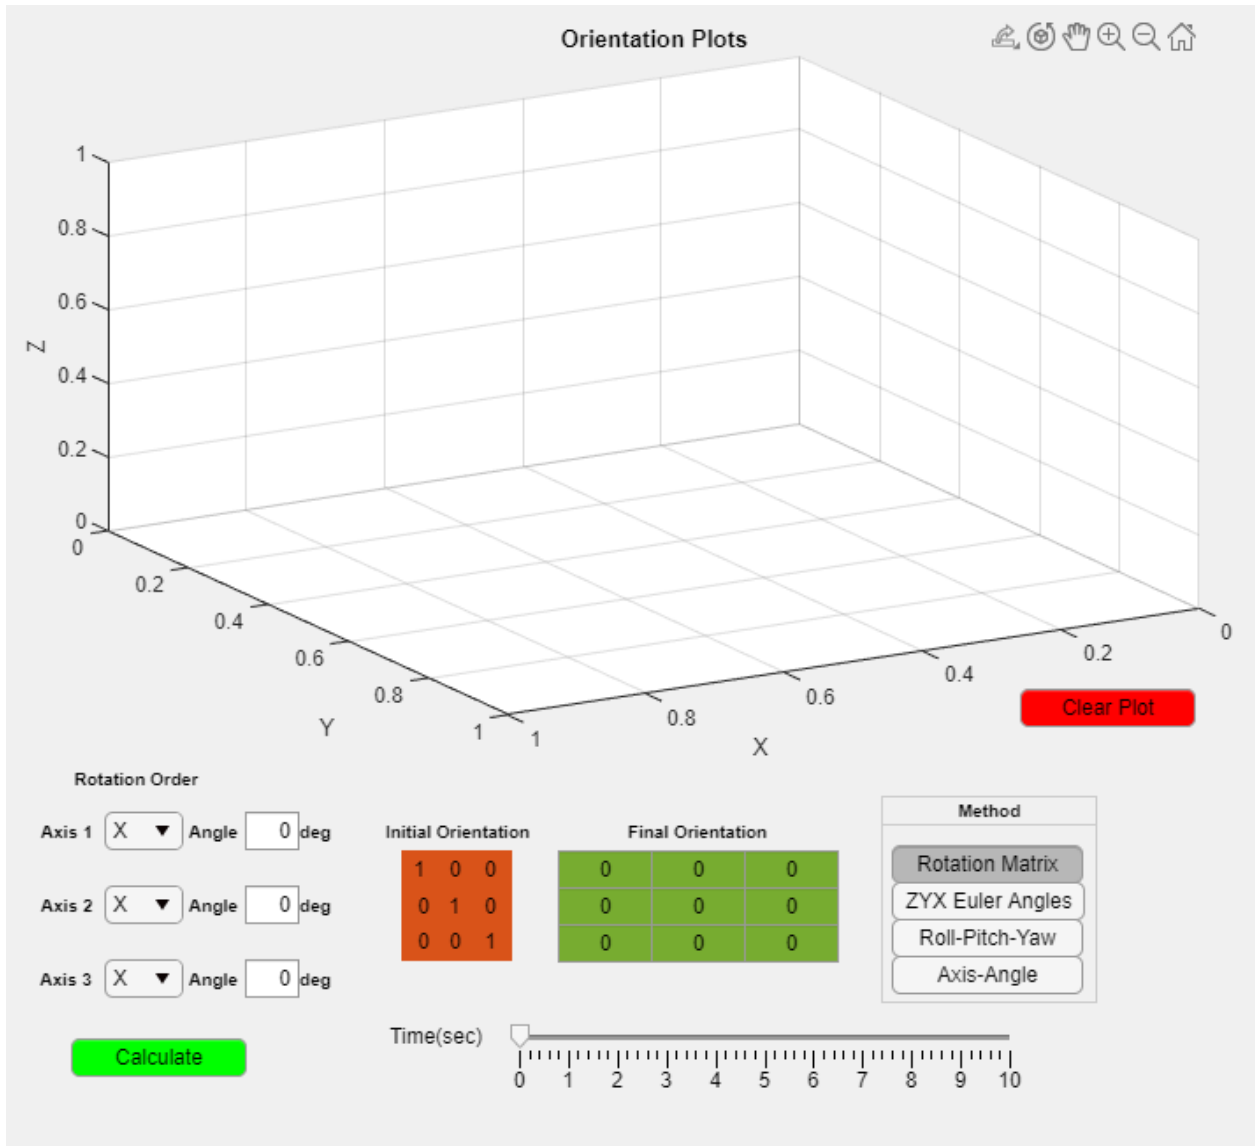 Orientation Plots
1
0.8
0.6
Z
0.4
0.2
0
0
0.2
0.4
0.6
0.8
1
Y
1
0.8
0.6
0.4
0.2
0
X
Clear Plot
Rotation Order
Axis 1 X Angle 0 deg
Axis 2 X Angle 0 deg
Axis 3 X Angle 0 deg
Calculate
Initial Orientation
1 0 0
0 1 0
0 0 1
Final Orientation
0 0 0
0 0 0
0 0 0
Method
Rotation Matrix
ZYX Euler Angles
Roll-Pitch-Yaw
Axis-Angle
Time(sec)
0 1 2 3 4 5 6 7 8 9 10